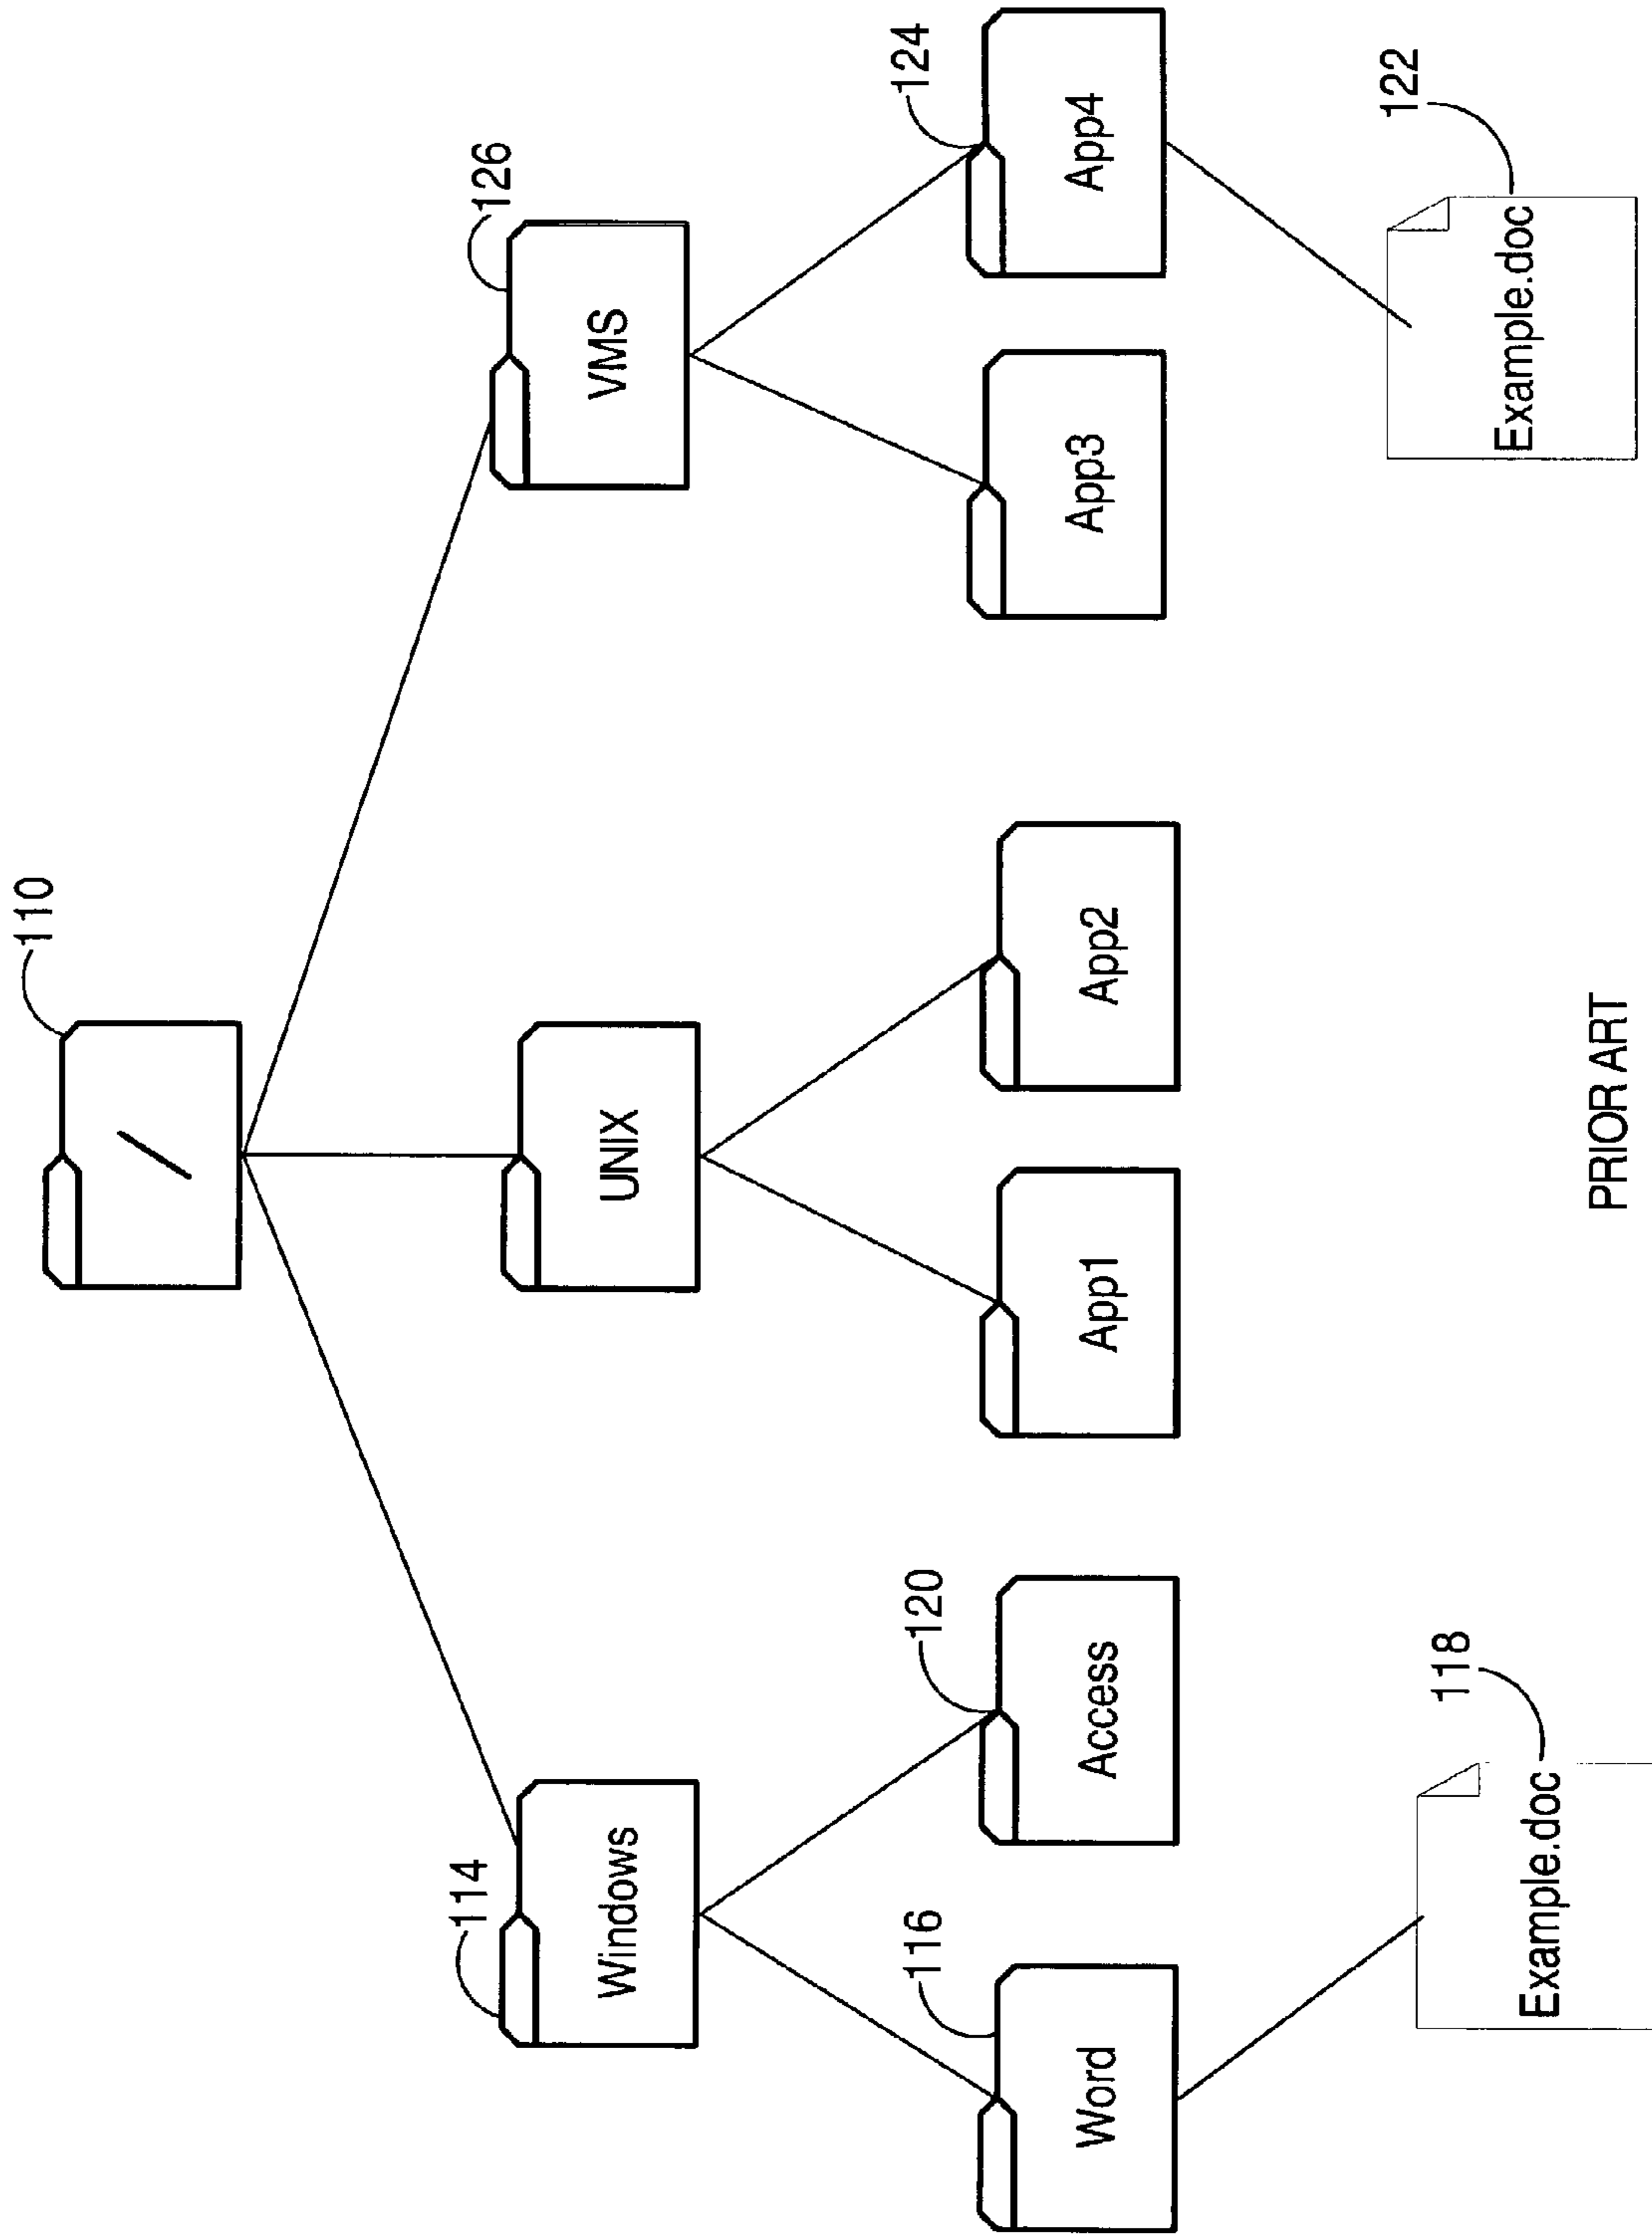 110
/
114
126
Windows
UNIX
VMS
116
120
124
Word
Access
App1
App2
App3
App4
118
122
Example.doc
Example.doc
PRIOR ART